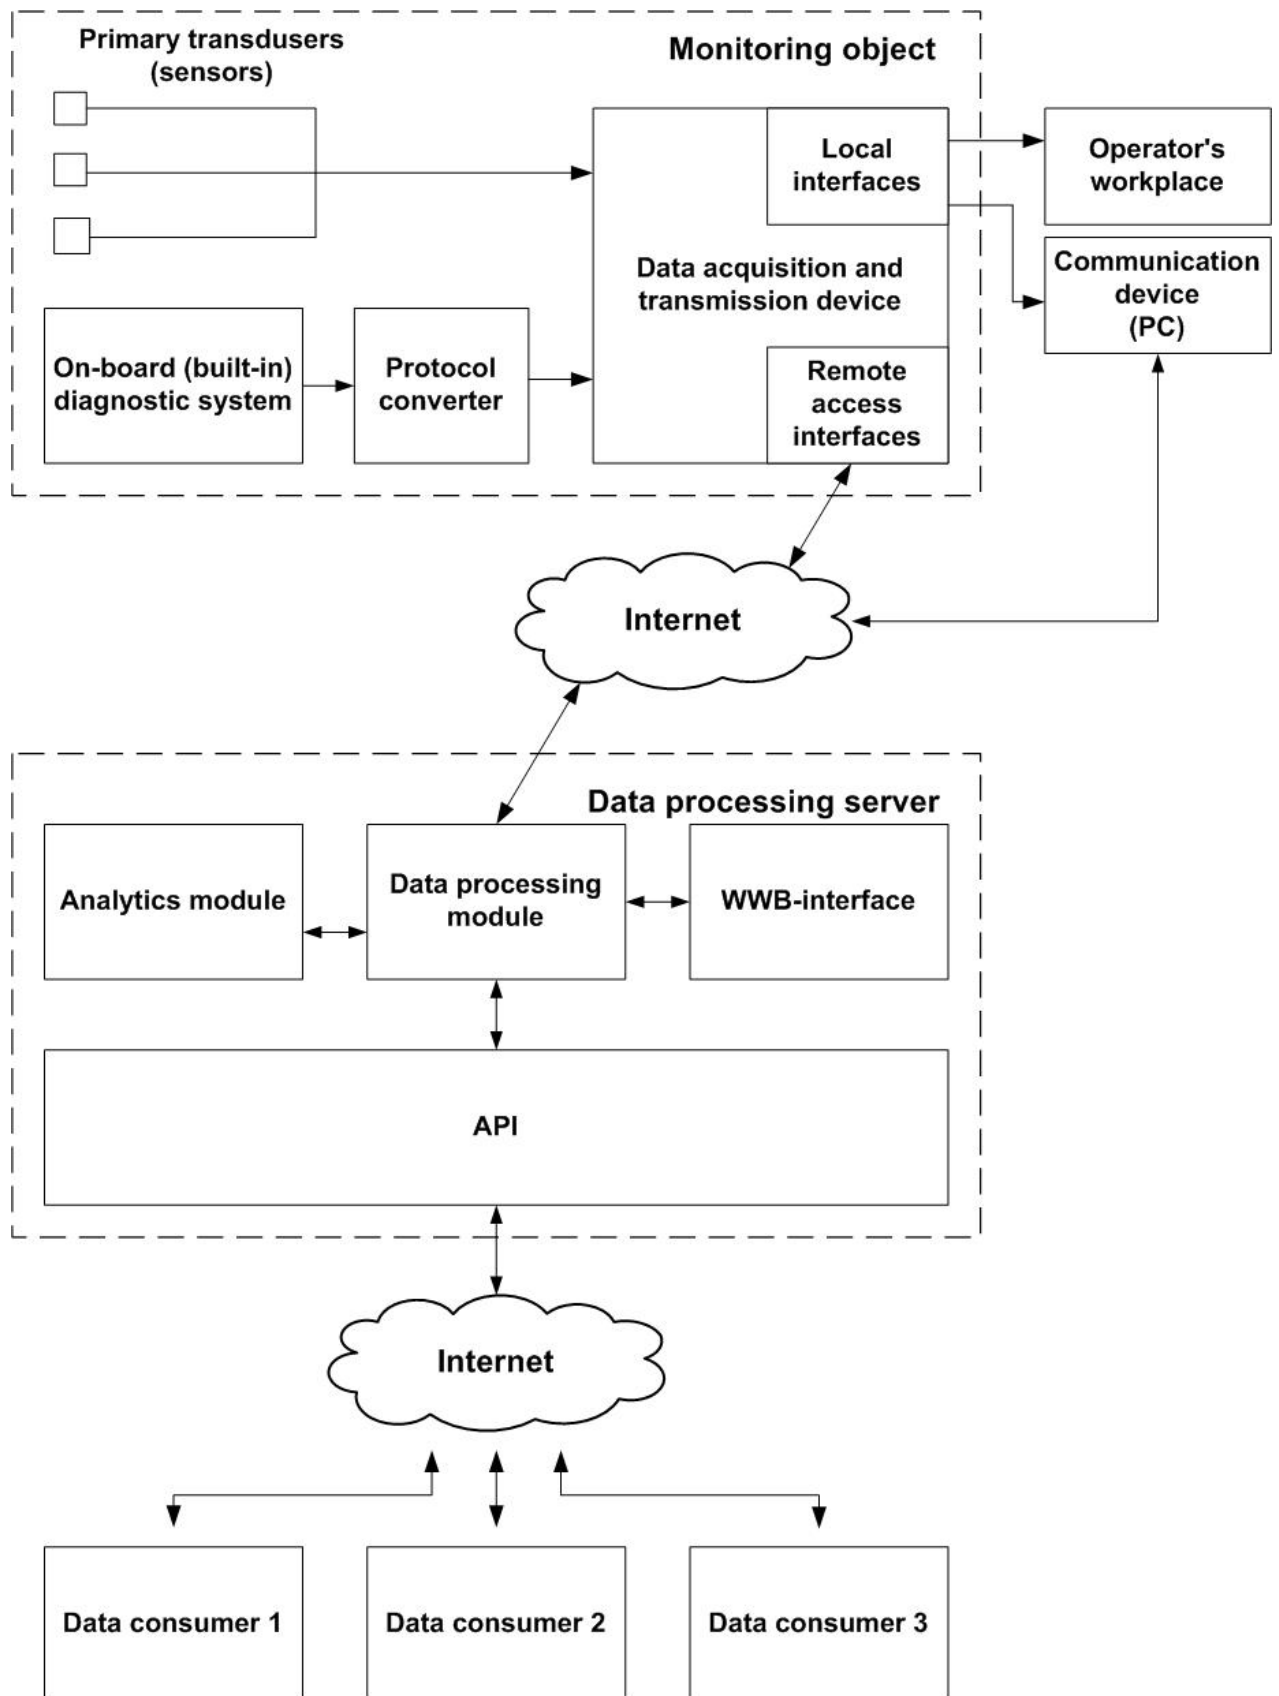 Primary transdusers
(sensors)
Monitoring object
Local
interfaces
Operator's
workplace
Data acquisition and
transmission device
Communication
device
(PC)
On-board (built-in)
diagnostic system
Protocol
converter
Remote
access
interfaces
Internet
Data processing server
Analytics module
Data processing
module
WWB-interface
API
Internet
Data consumer 1
Data consumer 2
Data consumer 3